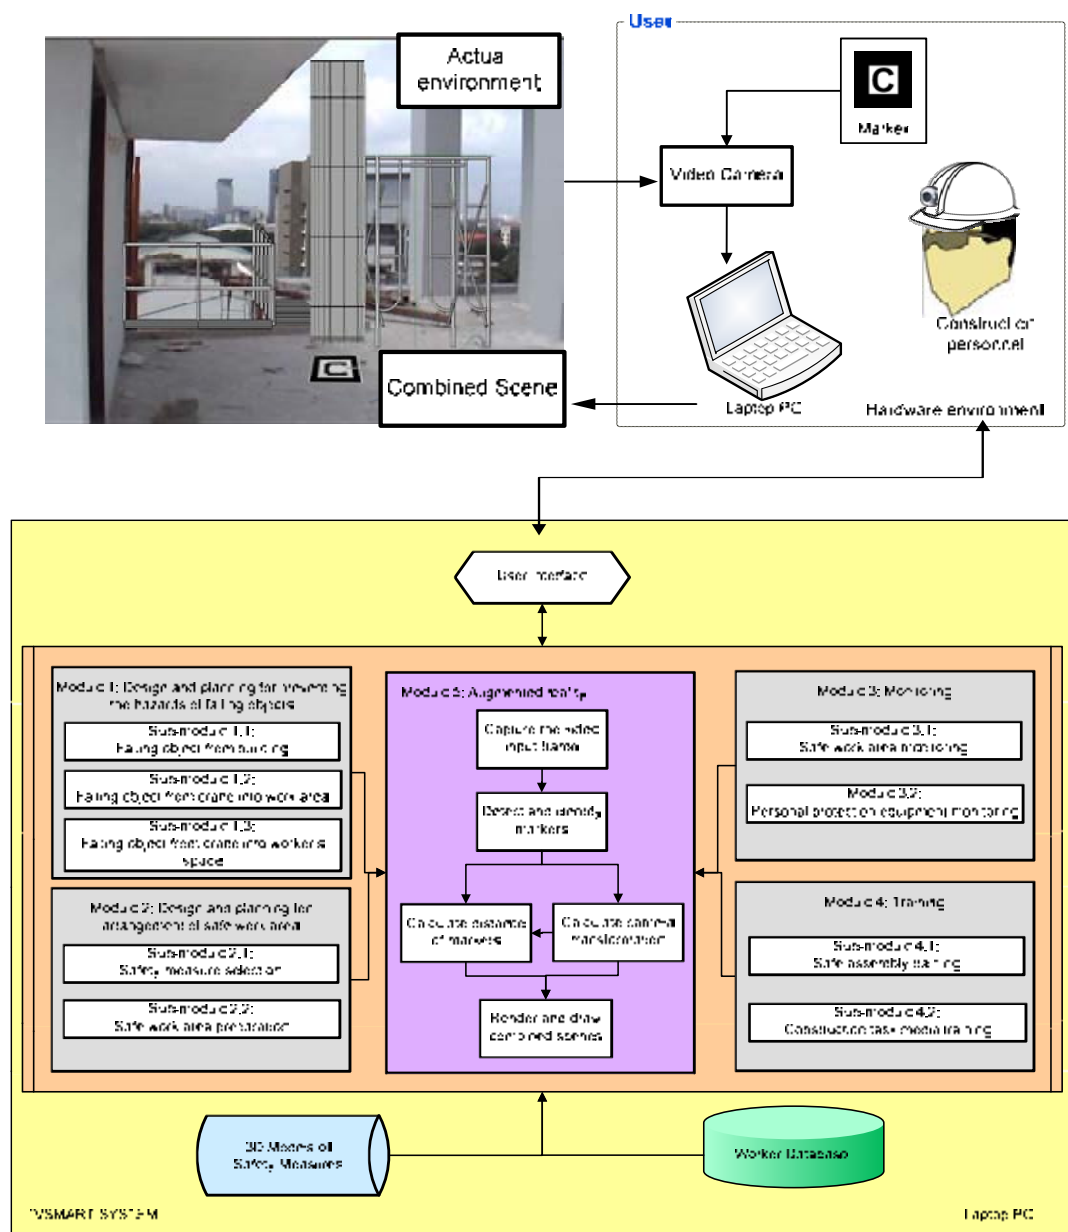 User
Actua
environment
C
Marker
Video Camera
Construction
personnel
C
Combined Scene
Laptop PC
Hardware environment
User interface
Module 1: Design and planning for preventing
the hazards of falling objects
Sub-module 1.1:
Falling object from building
Sub-module 1.2:
Falling object from crane into work area
Sub-module 1.3:
Falling object from crane into worker's
space
Module 2: Design and planning for
arrangement of safe work area
Sub-module 2.1:
Safety measure selection
Sub-module 2.2:
Safe work area preparation
Module 5: Augmented reality
Capture the video
input frame
Detect and identify
markers
Calculate distance
of markers
Calculate camera
transformation
Render and draw
combined scenes
Module 3: Monitoring
Sub-module 3.1:
Safe work area monitoring
Module 3.2:
Personal protection equipment monitoring
Module 4: Training
Sub-module 4.1:
Safe assembly training
Sub-module 4.2:
Construction task media training
3D Models of
Safety Measures
Worker Database
SYSTEM
Laptop PC